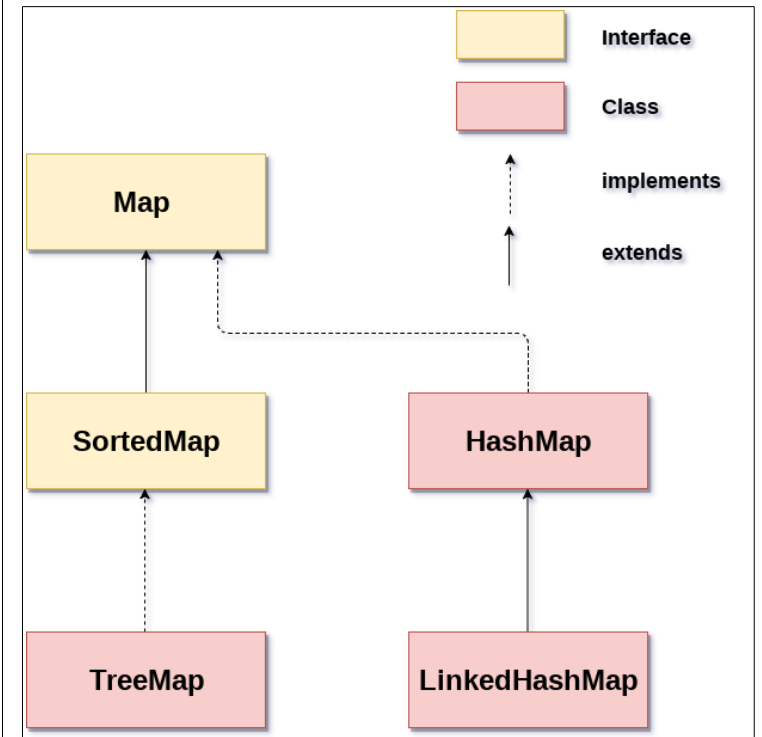 Interface
Class
implements
extends
Map
SortedMap
HashMap
TreeMap
LinkedHashMap